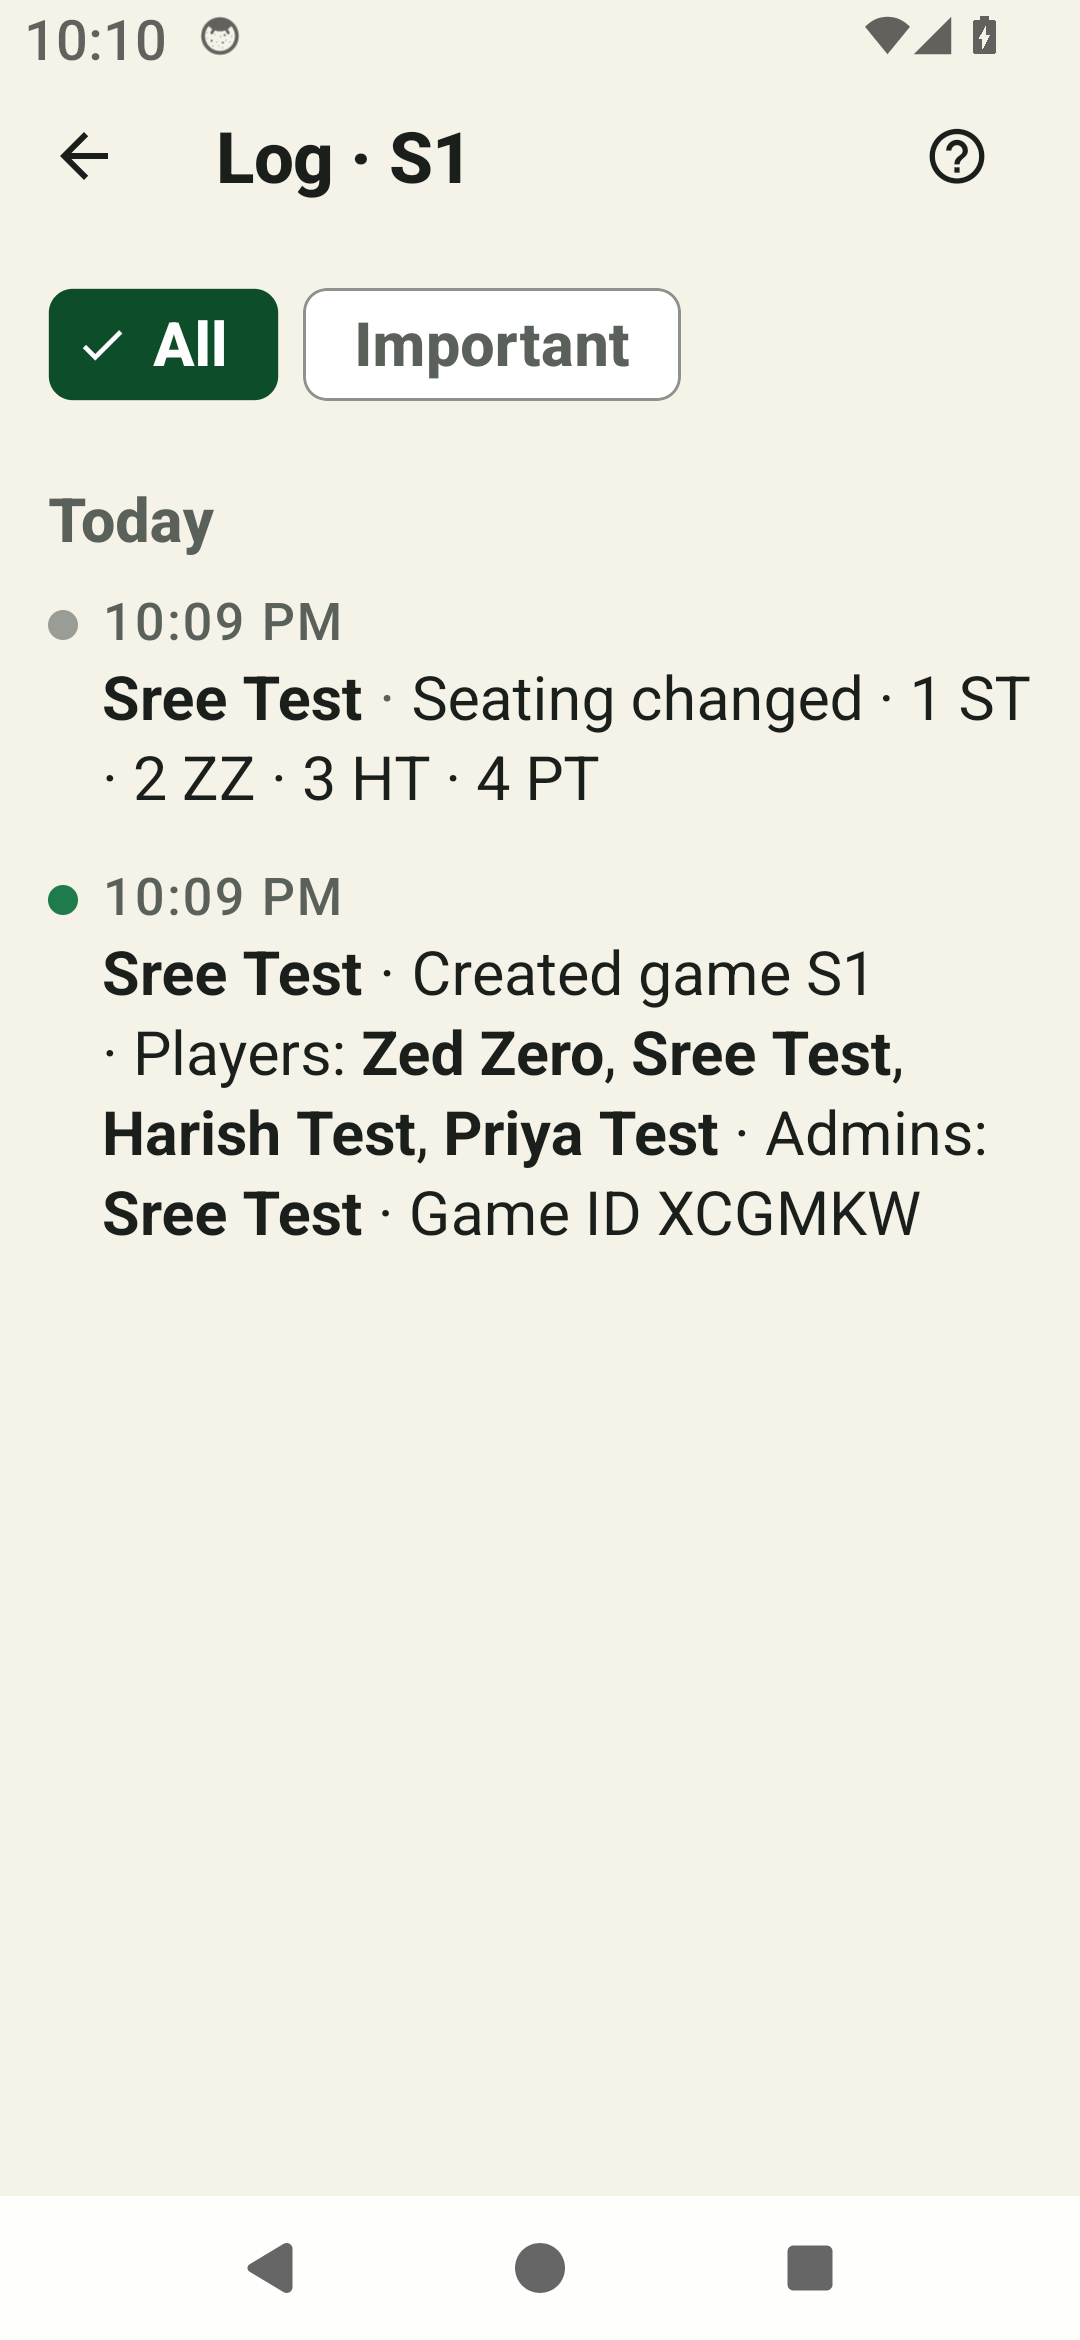 10:10
Log · S1
All
Important
Today
10:09 PM
Sree Test · Seating changed · 1 ST
· 2 ZZ · 3 HT · 4 PT
10:09 PM
Sree Test · Created game S1
· Players: Zed Zero, Sree Test,
Harish Test, Priya Test · Admins:
Sree Test · Game ID XCGMKW